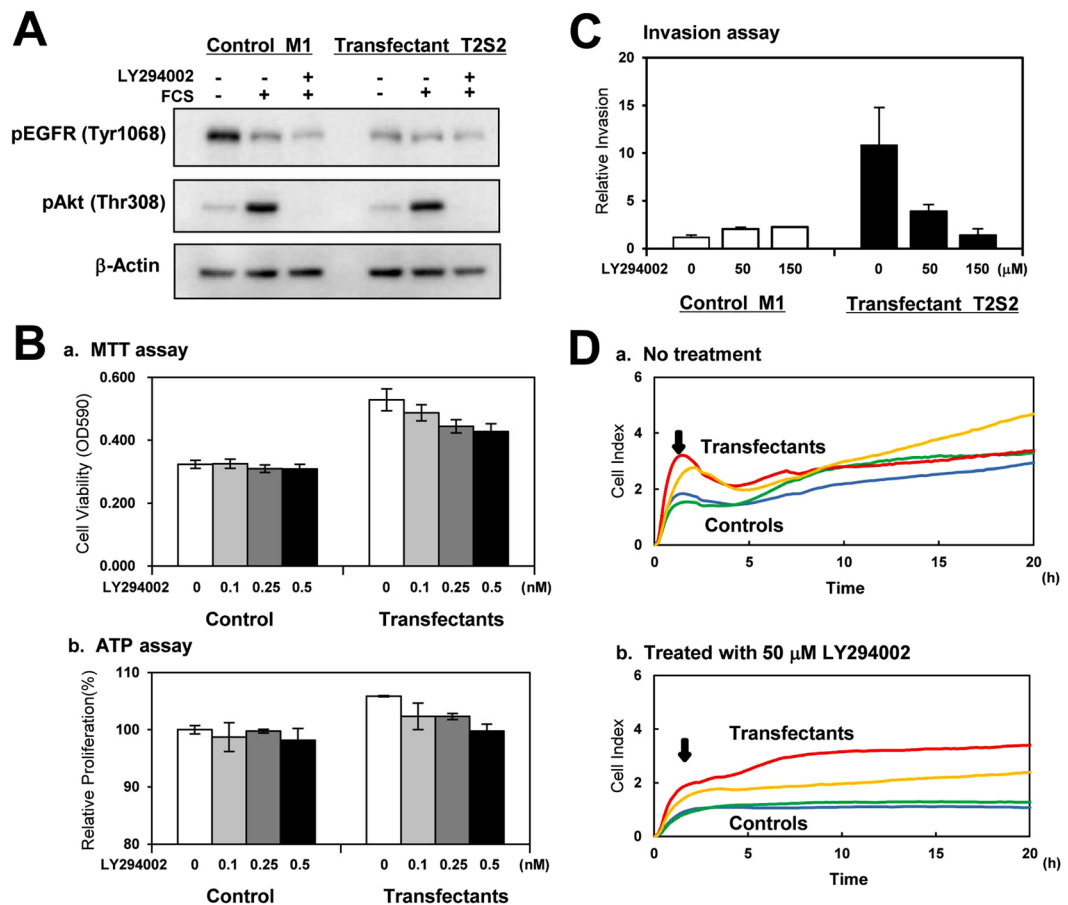 A
Control M1 Transfectant T2S2
LY294002 - - + - - +
FCS - + + - + +
pEGFR (Tyr1068)
pAkt (Thr308)
β-Actin
B
a. MTT assay
Cell Viability (OD590)
0.600
0.400
0.200
0.000
LY294002 0 0.1 0.25 0.5 0 0.1 0.25 0.5 (nM)
Control Transfectants
b. ATP assay
Relative Proliferation(%)
110
100
90
80
LY294002 0 0.1 0.25 0.5 0 0.1 0.25 0.5 (nM)
Control Transfectants
C
Invasion assay
Relative Invasion
20
15
10
5
0
LY294002 0 50 150 0 50 150 (μM)
Control M1 Transfectant T2S2
D
a. No treatment
Cell Index
6
4
2
0
Transfectants
Controls
0 5 10 15 20
(h)
Time
b. Treated with 50 μM LY294002
Cell Index
6
4
2
0
Transfectants
Controls
0 5 10 15 20
(h)
Time